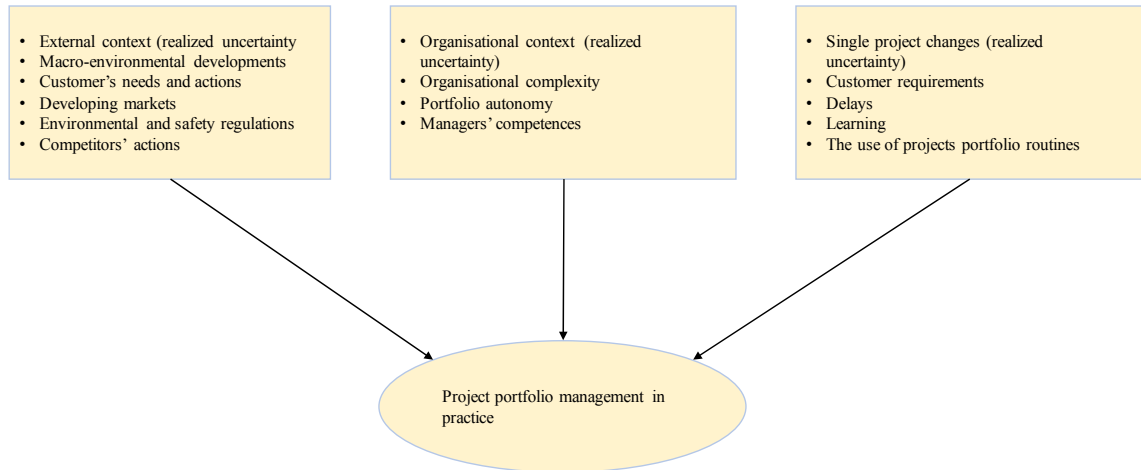 • External context (realized uncertainty
• Macro-environmental developments
• Customer's needs and actions
• Developing markets
• Environmental and safety regulations
• Competitors' actions
• Organisational context (realized
uncertainty)
• Organisational complexity
• Portfolio autonomy
• Managers' competences
• Single project changes (realized
uncertainty)
• Customer requirements
• Delays
• Learning
• The use of projects portfolio routines
Project portfolio management in
practice